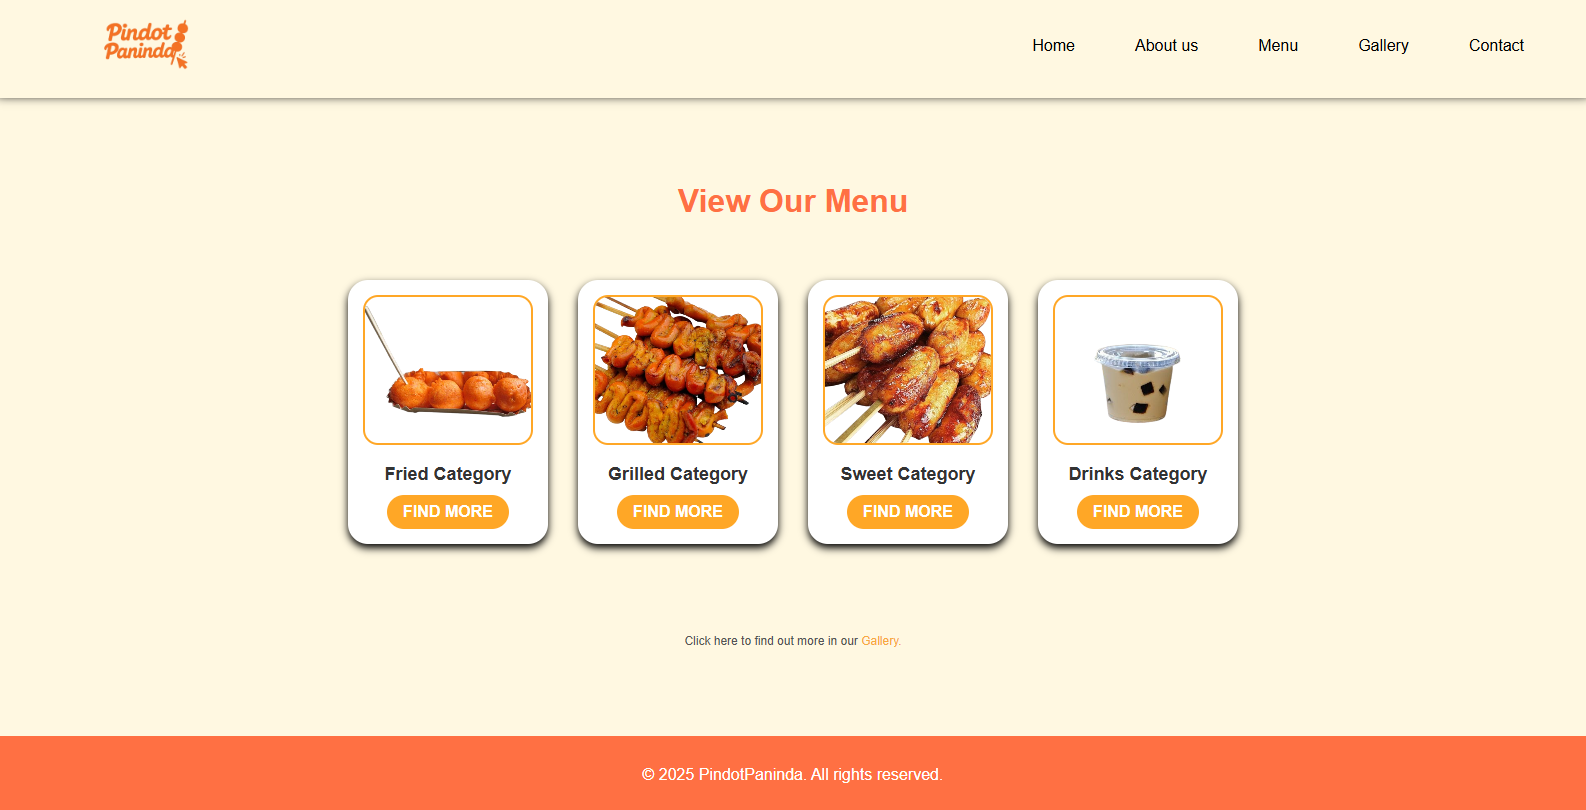 Pindot
Paninda
Home
About us
Menu
Gallery
Contact
View Our Menu
Fried Category
FIND MORE
Grilled Category
FIND MORE
Sweet Category
FIND MORE
Drinks Category
FIND MORE
Click here to find out more in our Gallery.
© 2025 PindotPaninda. All rights reserved.